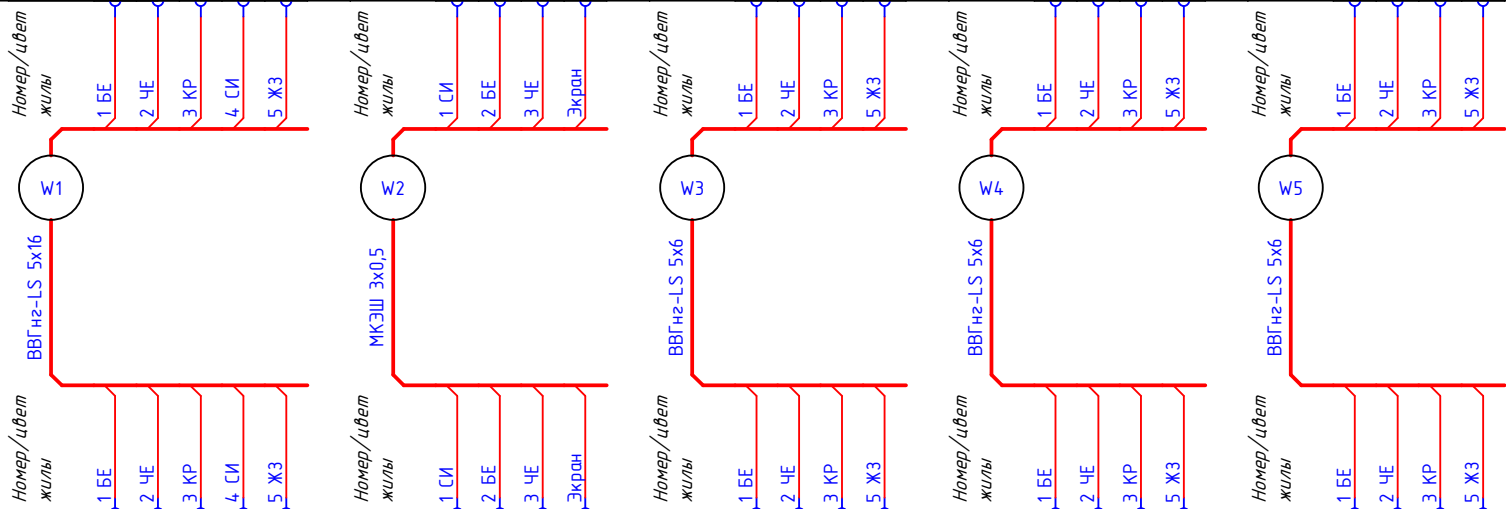 Номер/цвет
жилы
1 БЕ
2 ЧЕ
3 КР
4 СИ
5 ЖЗ
Номер/цвет
жилы
1 СИ
2 БЕ
3 ЧЕ
Экран
Номер/цвет
жилы
1 БЕ
2 ЧЕ
3 КР
5 ЖЗ
Номер/цвет
жилы
1 БЕ
2 ЧЕ
3 КР
5 ЖЗ
Номер/цвет
жилы
1 БЕ
2 ЧЕ
3 КР
5 ЖЗ
W1
W2
W3
W4
W5
ВВГнг-LS 5х16
МКЭШ 3х0,5
ВВГнг-LS 5х6
ВВГнг-LS 5х6
ВВГнг-LS 5х6
Номер/цвет
жилы
1 БЕ
2 ЧЕ
3 КР
4 СИ
5 ЖЗ
Номер/цвет
жилы
1 СИ
2 БЕ
3 ЧЕ
Экран
Номер/цвет
жилы
1 БЕ
2 ЧЕ
3 КР
5 ЖЗ
Номер/цвет
жилы
1 БЕ
2 ЧЕ
3 КР
5 ЖЗ
Номер/цвет
жилы
1 БЕ
2 ЧЕ
3 КР
5 ЖЗ